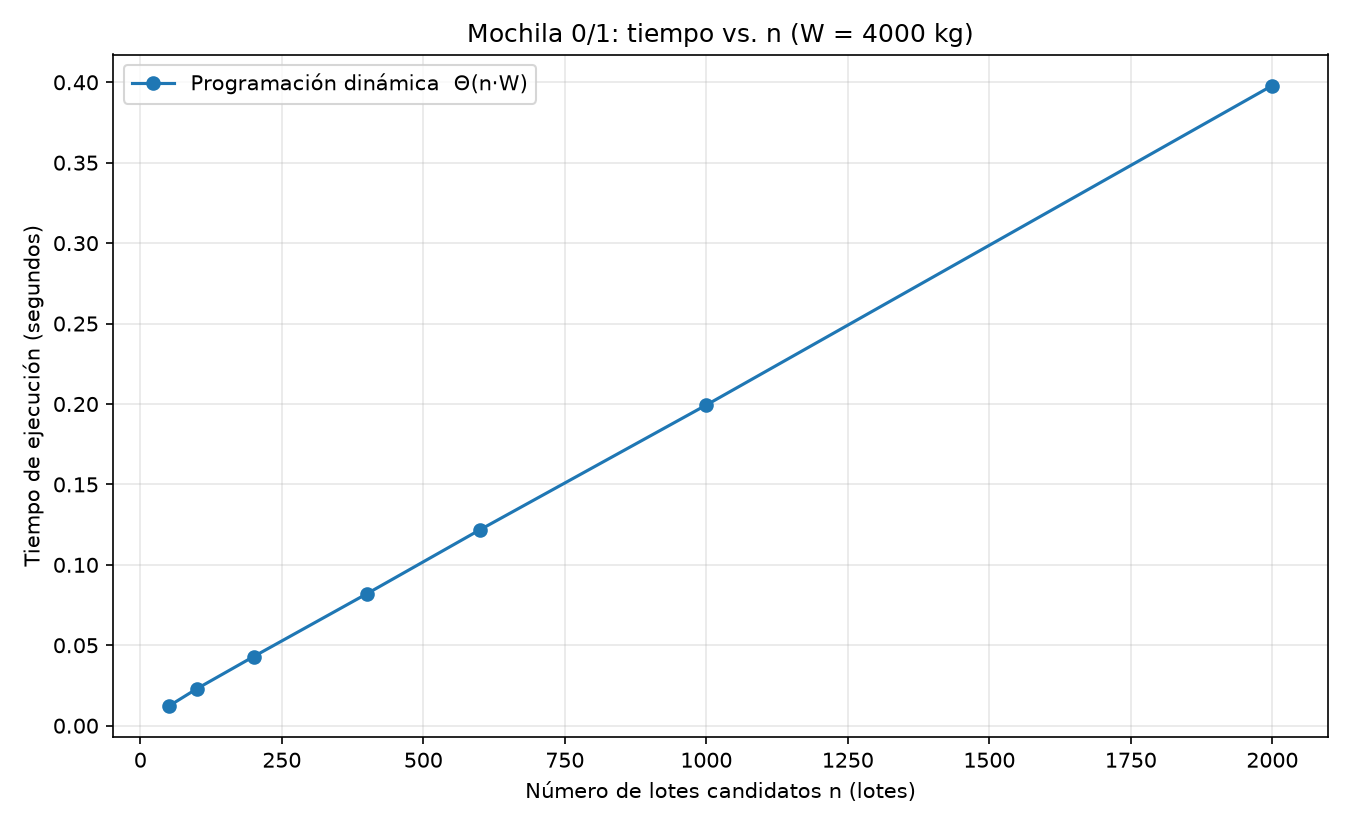 Mochila 0/1: tiempo vs. n (W = 4000 kg)
Programación dinámica  Θ(n·W)
Tiempo de ejecución (segundos)
0.40
0.35
0.30
0.25
0.20
0.15
0.10
0.05
0.00
0 250 500 750 1000 1250 1500 1750 2000
Número de lotes candidatos n (lotes)